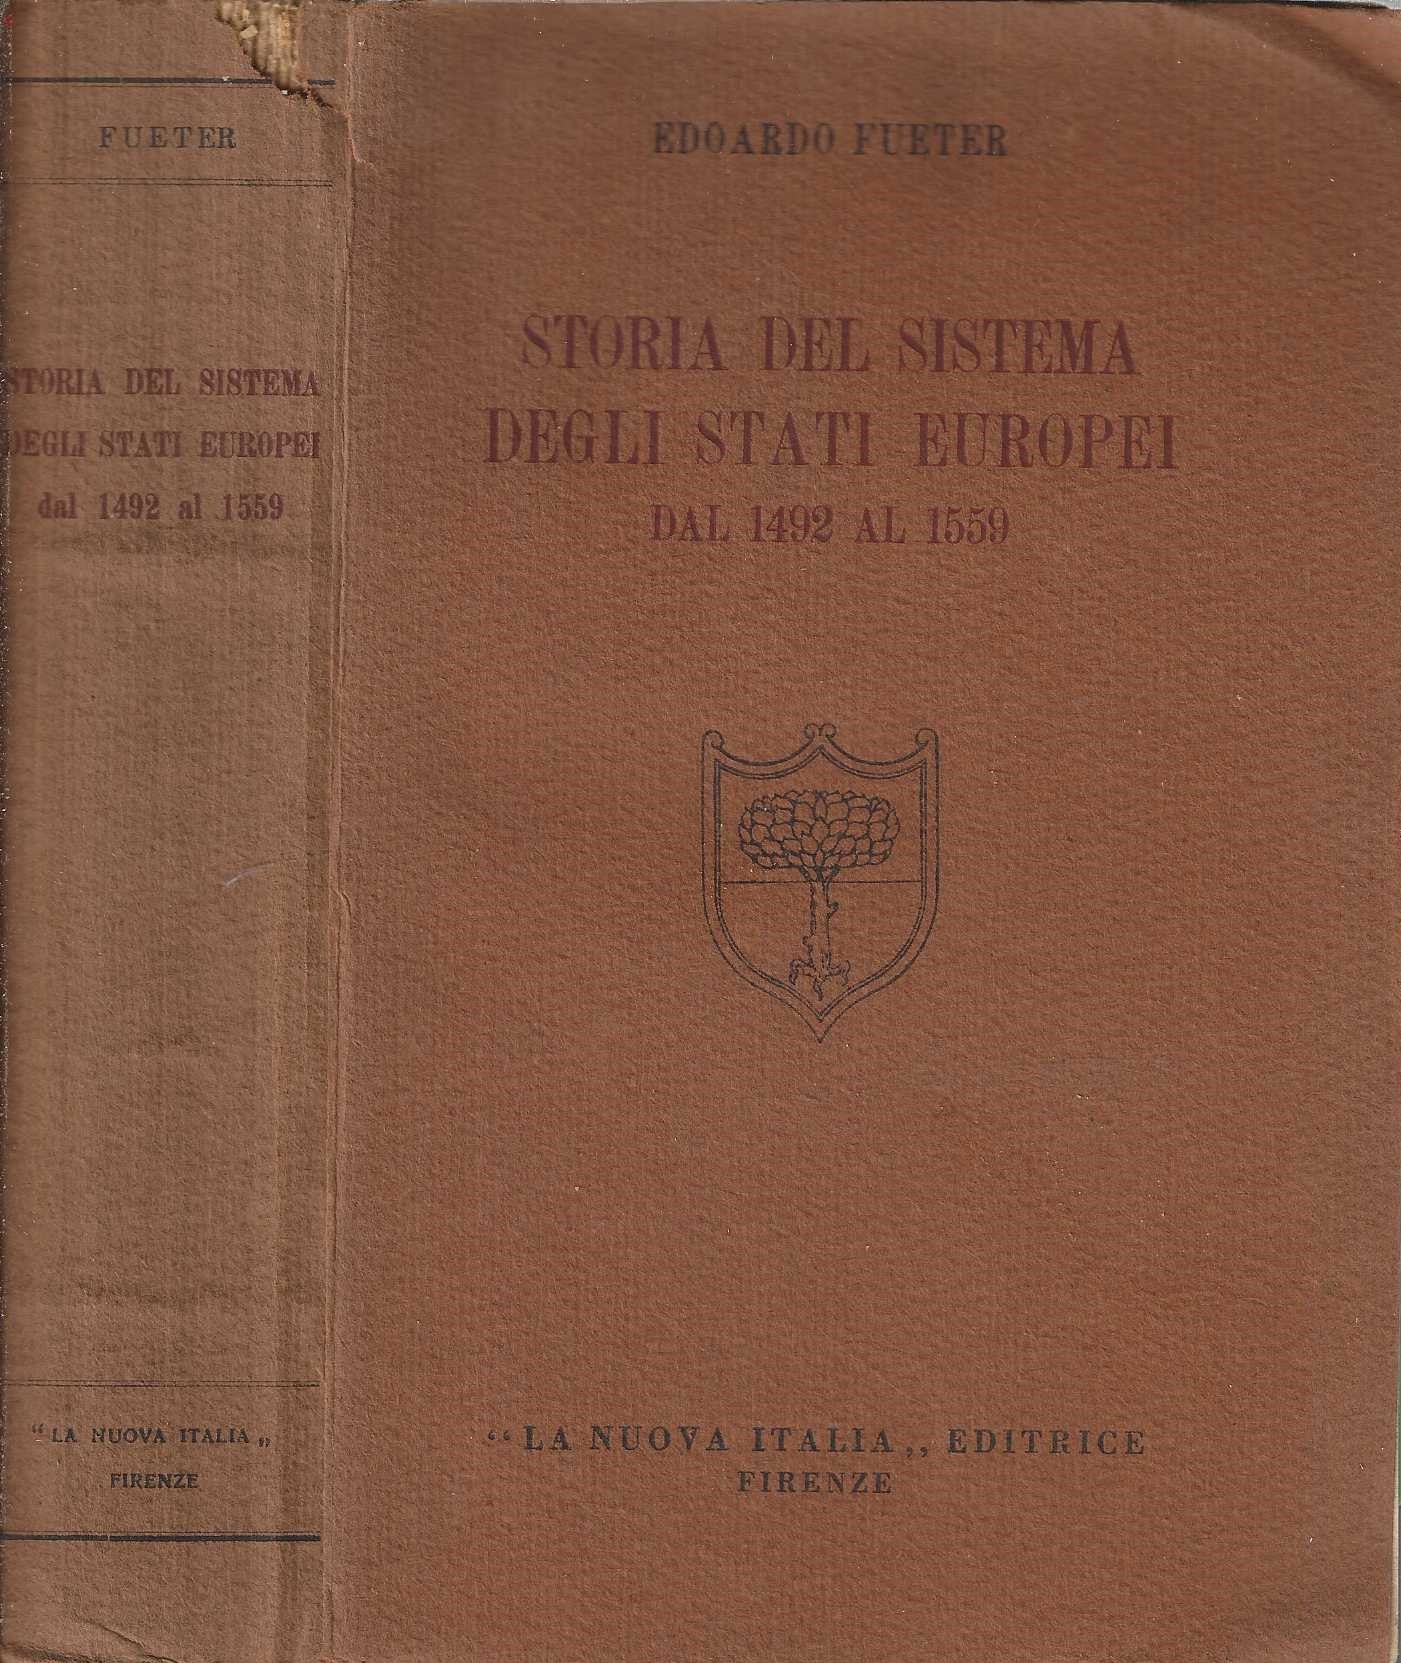 FUETER
STORIA DEL SISTEMA
DEGLI STATI EUROPEI
dal 1492 al 1559
“LA NUOVA ITALIA„
FIRENZE
EDOARDO FUETER
STORIA DEL SISTEMA
DEGLI STATI EUROPEI
DAL 1492 AL 1559
“LA NUOVA ITALIA„ EDITRICE
FIRENZE